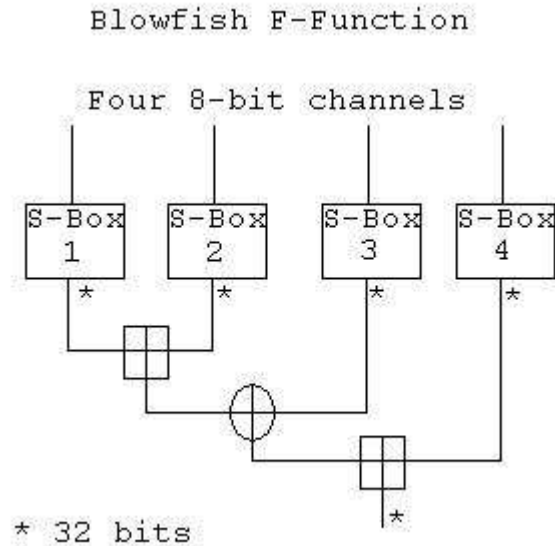 Blowfish F-Function
Four 8-bit channels
S-Box 1
S-Box 2
S-Box 3
S-Box 4
* * * *
*
* 32 bits